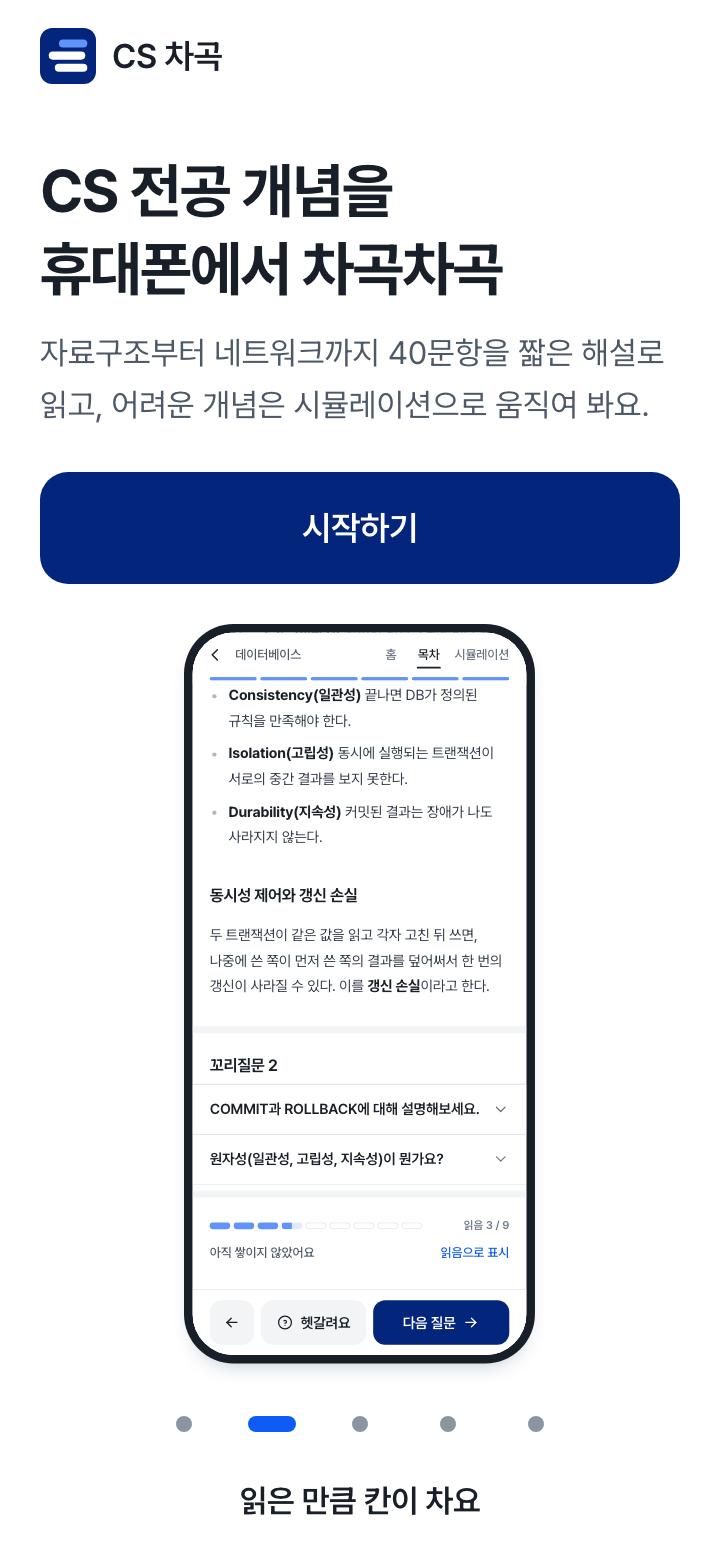 CS 차곡
CS 전공 개념을
휴대폰에서 차곡차곡
자료구조부터 네트워크까지 40문항을 짧은 해설로
읽고, 어려운 개념은 시뮬레이션으로 움직여 봐요.
시작하기
데이터베이스 홈 목차 시뮬레이션
Consistency(일관성) 끝나면 DB가 정의된
규칙을 만족해야 한다.
Isolation(고립성) 동시에 실행되는 트랜잭션이
서로의 중간 결과를 보지 못한다.
Durability(지속성) 커밋된 결과는 장애가 나도
사라지지 않는다.
동시성 제어와 갱신 손실
두 트랜잭션이 같은 값을 읽고 각자 고친 뒤 쓰면,
나중에 쓴 쪽이 먼저 쓴 쪽의 결과를 덮어써서 한 번의
갱신이 사라질 수 있다. 이를 갱신 손실이라고 한다.
꼬리질문 2
COMMIT과 ROLLBACK에 대해 설명해보세요.
원자성(일관성, 고립성, 지속성)이 뭔가요?
읽음 3 / 9
아직 쌓이지 않았어요 읽음으로 표시
헷갈려요 다음 질문
읽은 만큼 칸이 차요